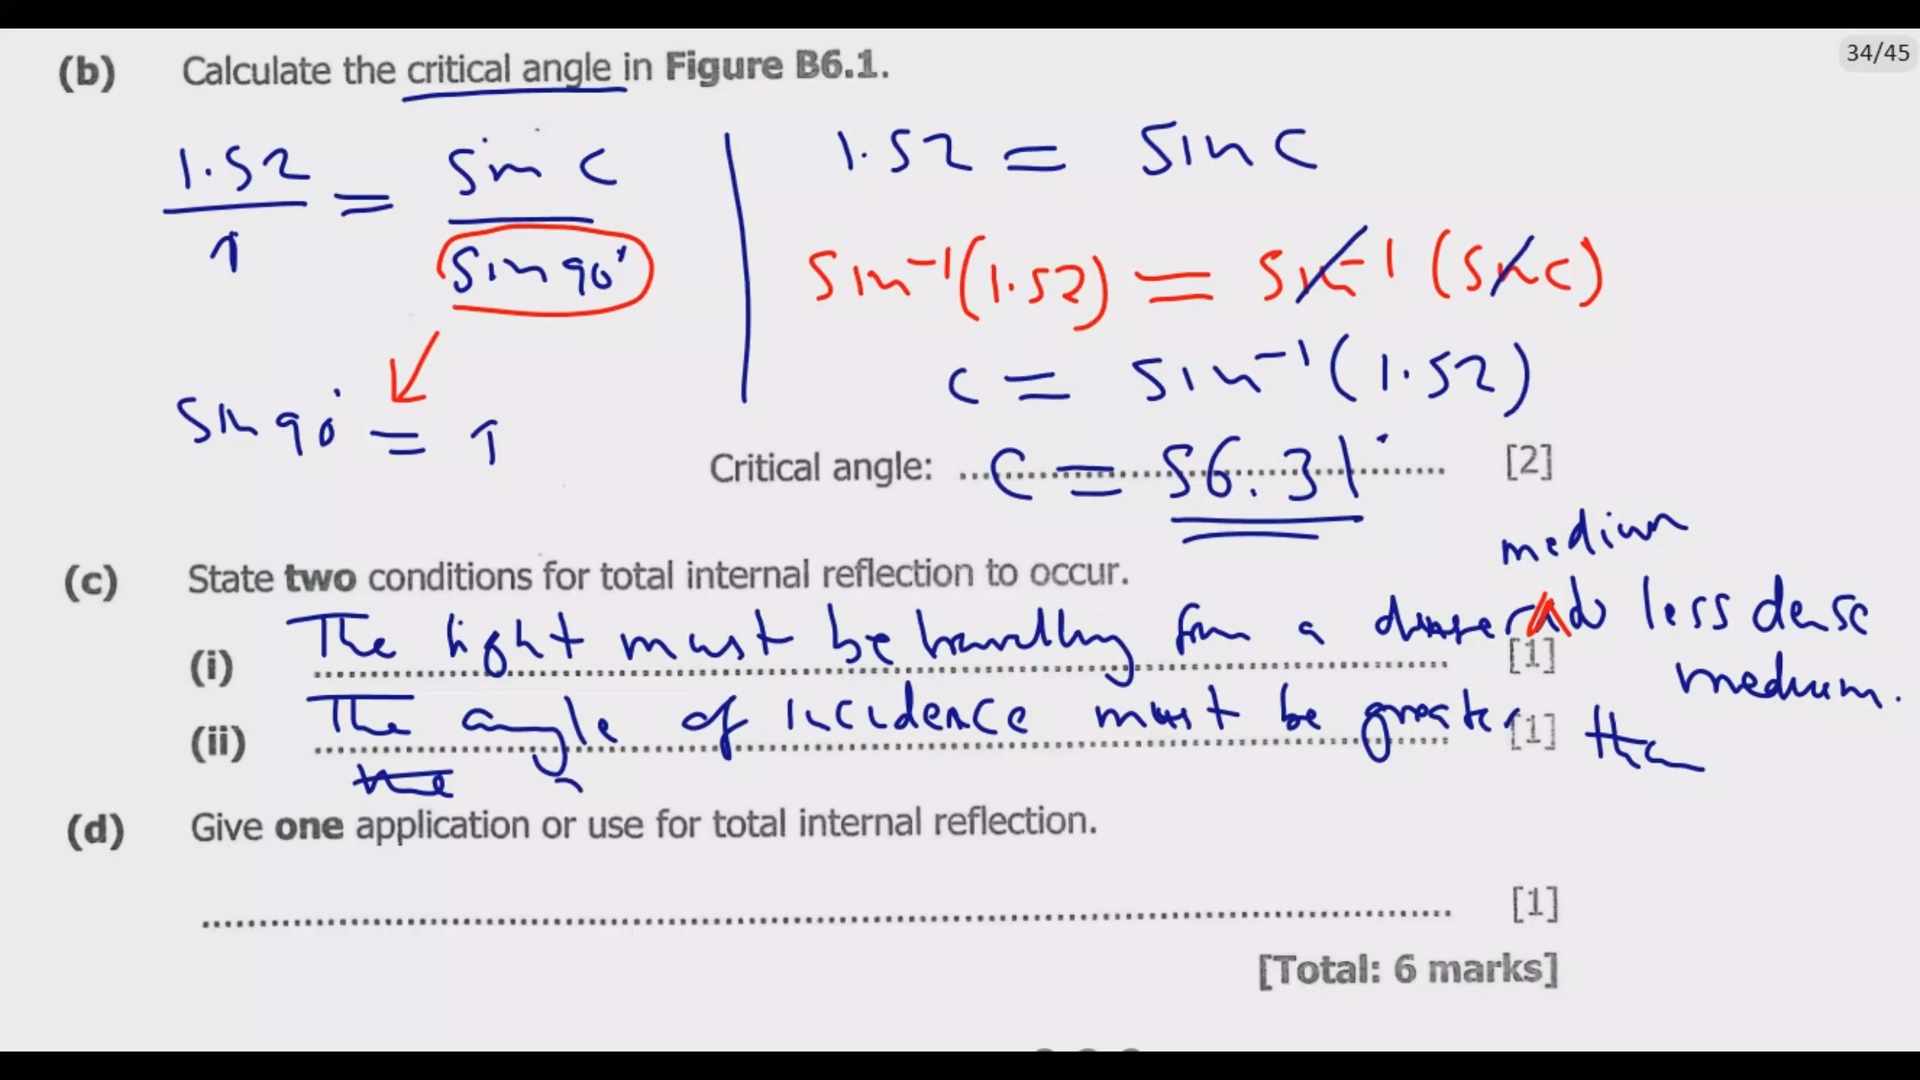 34/45
(b) Calculate the critical angle in Figure B6.1.
1.52 / 1 = sin c / sin 90°
1.52 = sin c
sin⁻¹(1.52) = sin⁻¹(sin c)
c = sin⁻¹(1.52)
sin 90° = 1
Critical angle: c = 56.31° [2]
(c) State two conditions for total internal reflection to occur.
medium
(i) The light must be from a less dense [1]
medium.
(ii) The angle of incidence must be greater [1] than
the
(d) Give one application or use for total internal reflection.
[1]
[Total: 6 marks]